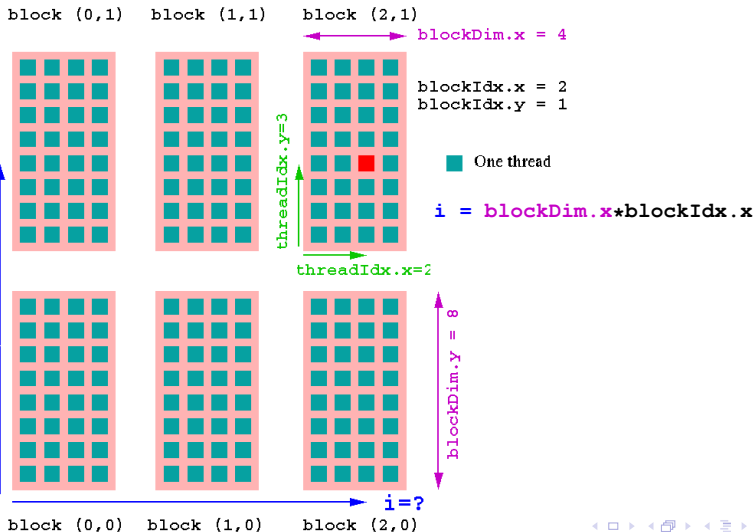 block (0,1) block (1,1) block (2,1)
blockDim.x = 4
blockIdx.x = 2
blockIdx.y = 1
threadIdx.y=3
One thread
i = blockDim.x*blockIdx.x
threadIdx.x=2
blockDim.y = 8
i=?
block (0,0) block (1,0) block (2,0)